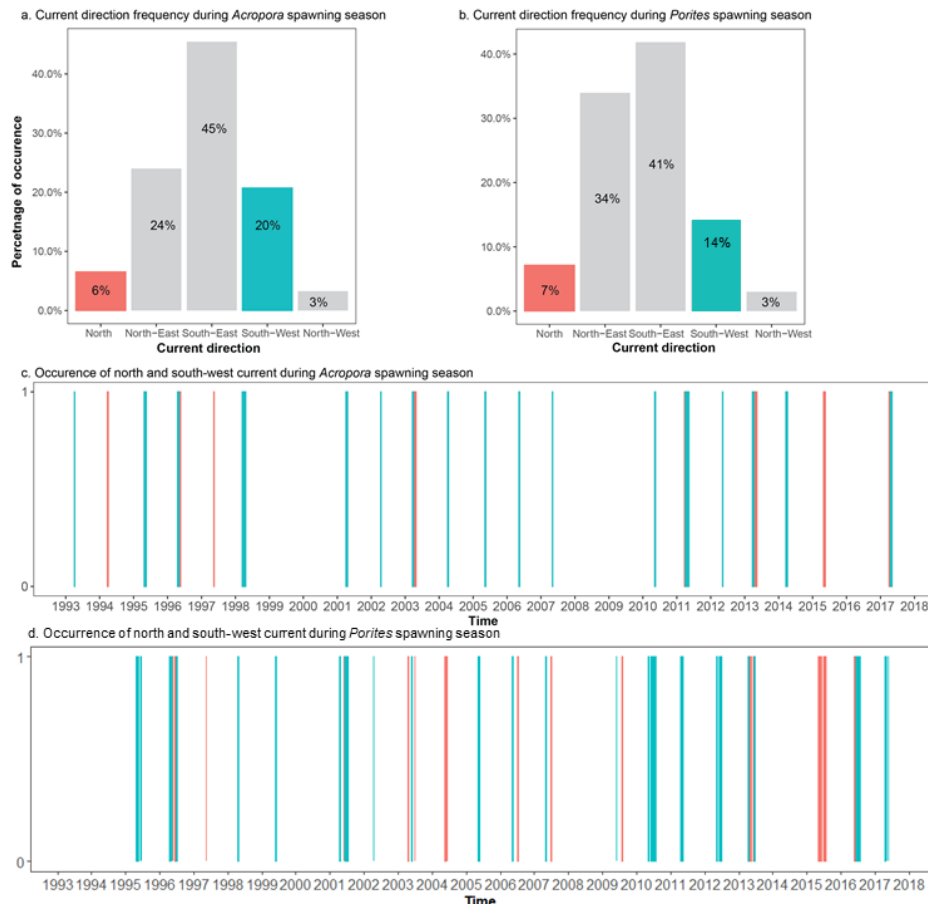 a. Current direction frequency during Acropora spawning season
b. Current direction frequency during Porites spawning season
Percetnage of occurence
40.0%
30.0%
20.0%
10.0%
0.0%
6%
24%
45%
20%
3%
North
North-East
South-East
South-West
North-West
Current direction
40.0%
30.0%
20.0%
10.0%
0.0%
7%
34%
41%
14%
3%
North
North-East
South-East
South-West
North-West
Current direction
c. Occurence of north and south-west current during Acropora spawning season
1
0
1993 1994 1995 1996 1997 1998 1999 2000 2001 2002 2003 2004 2005 2006 2007 2008 2009 2010 2011 2012 2013 2014 2015 2016 2017 2018
Time
d. Occurrence of north and south-west current during Porites spawning season
1
0
1993 1994 1995 1996 1997 1998 1999 2000 2001 2002 2003 2004 2005 2006 2007 2008 2009 2010 2011 2012 2013 2014 2015 2016 2017 2018
Time